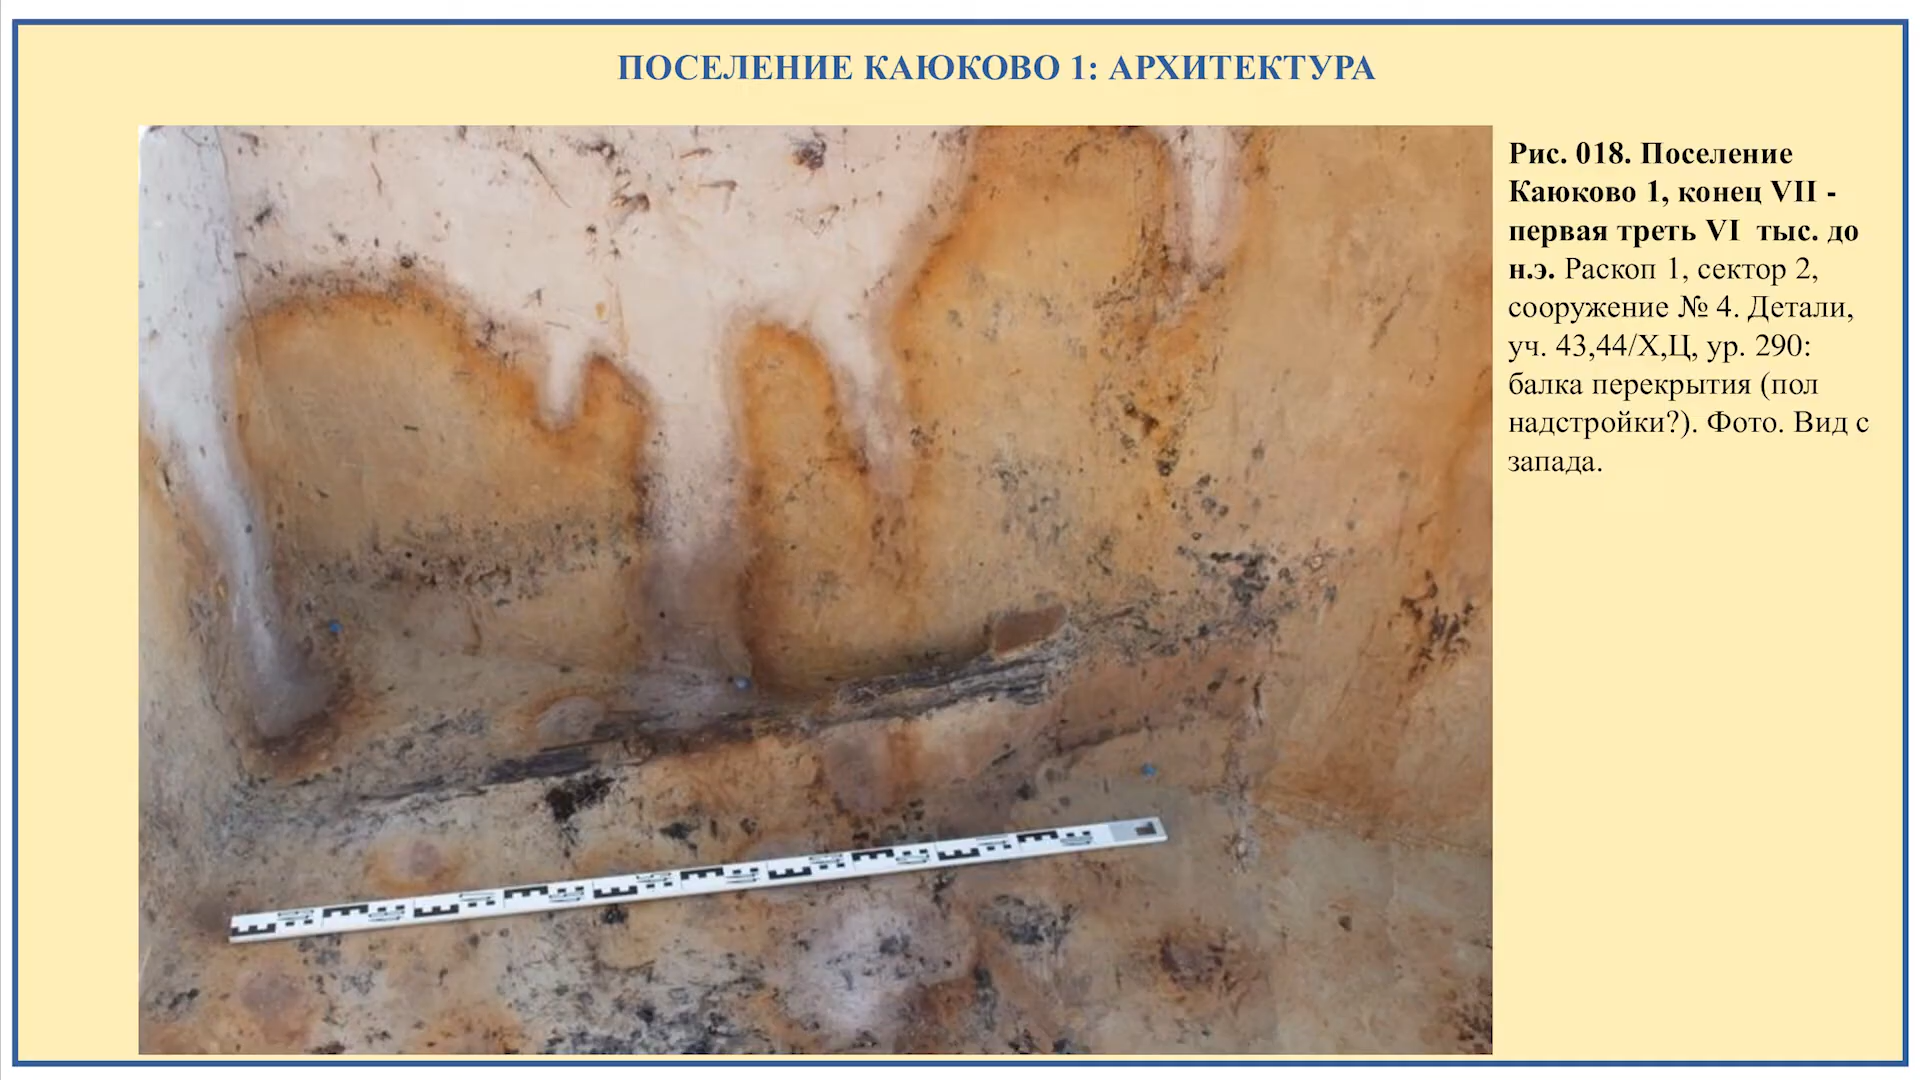 ПОСЕЛЕНИЕ КАЮКОВО 1: АРХИТЕКТУРА
Рис. 018. Поселение
Каюково 1, конец VII -
первая треть VI тыс. до
н.э. Раскоп 1, сектор 2,
сооружение № 4. Детали,
уч. 43,44/Х,Ц, ур. 290:
балка перекрытия (пол
надстройки?). Фото. Вид с
запада.